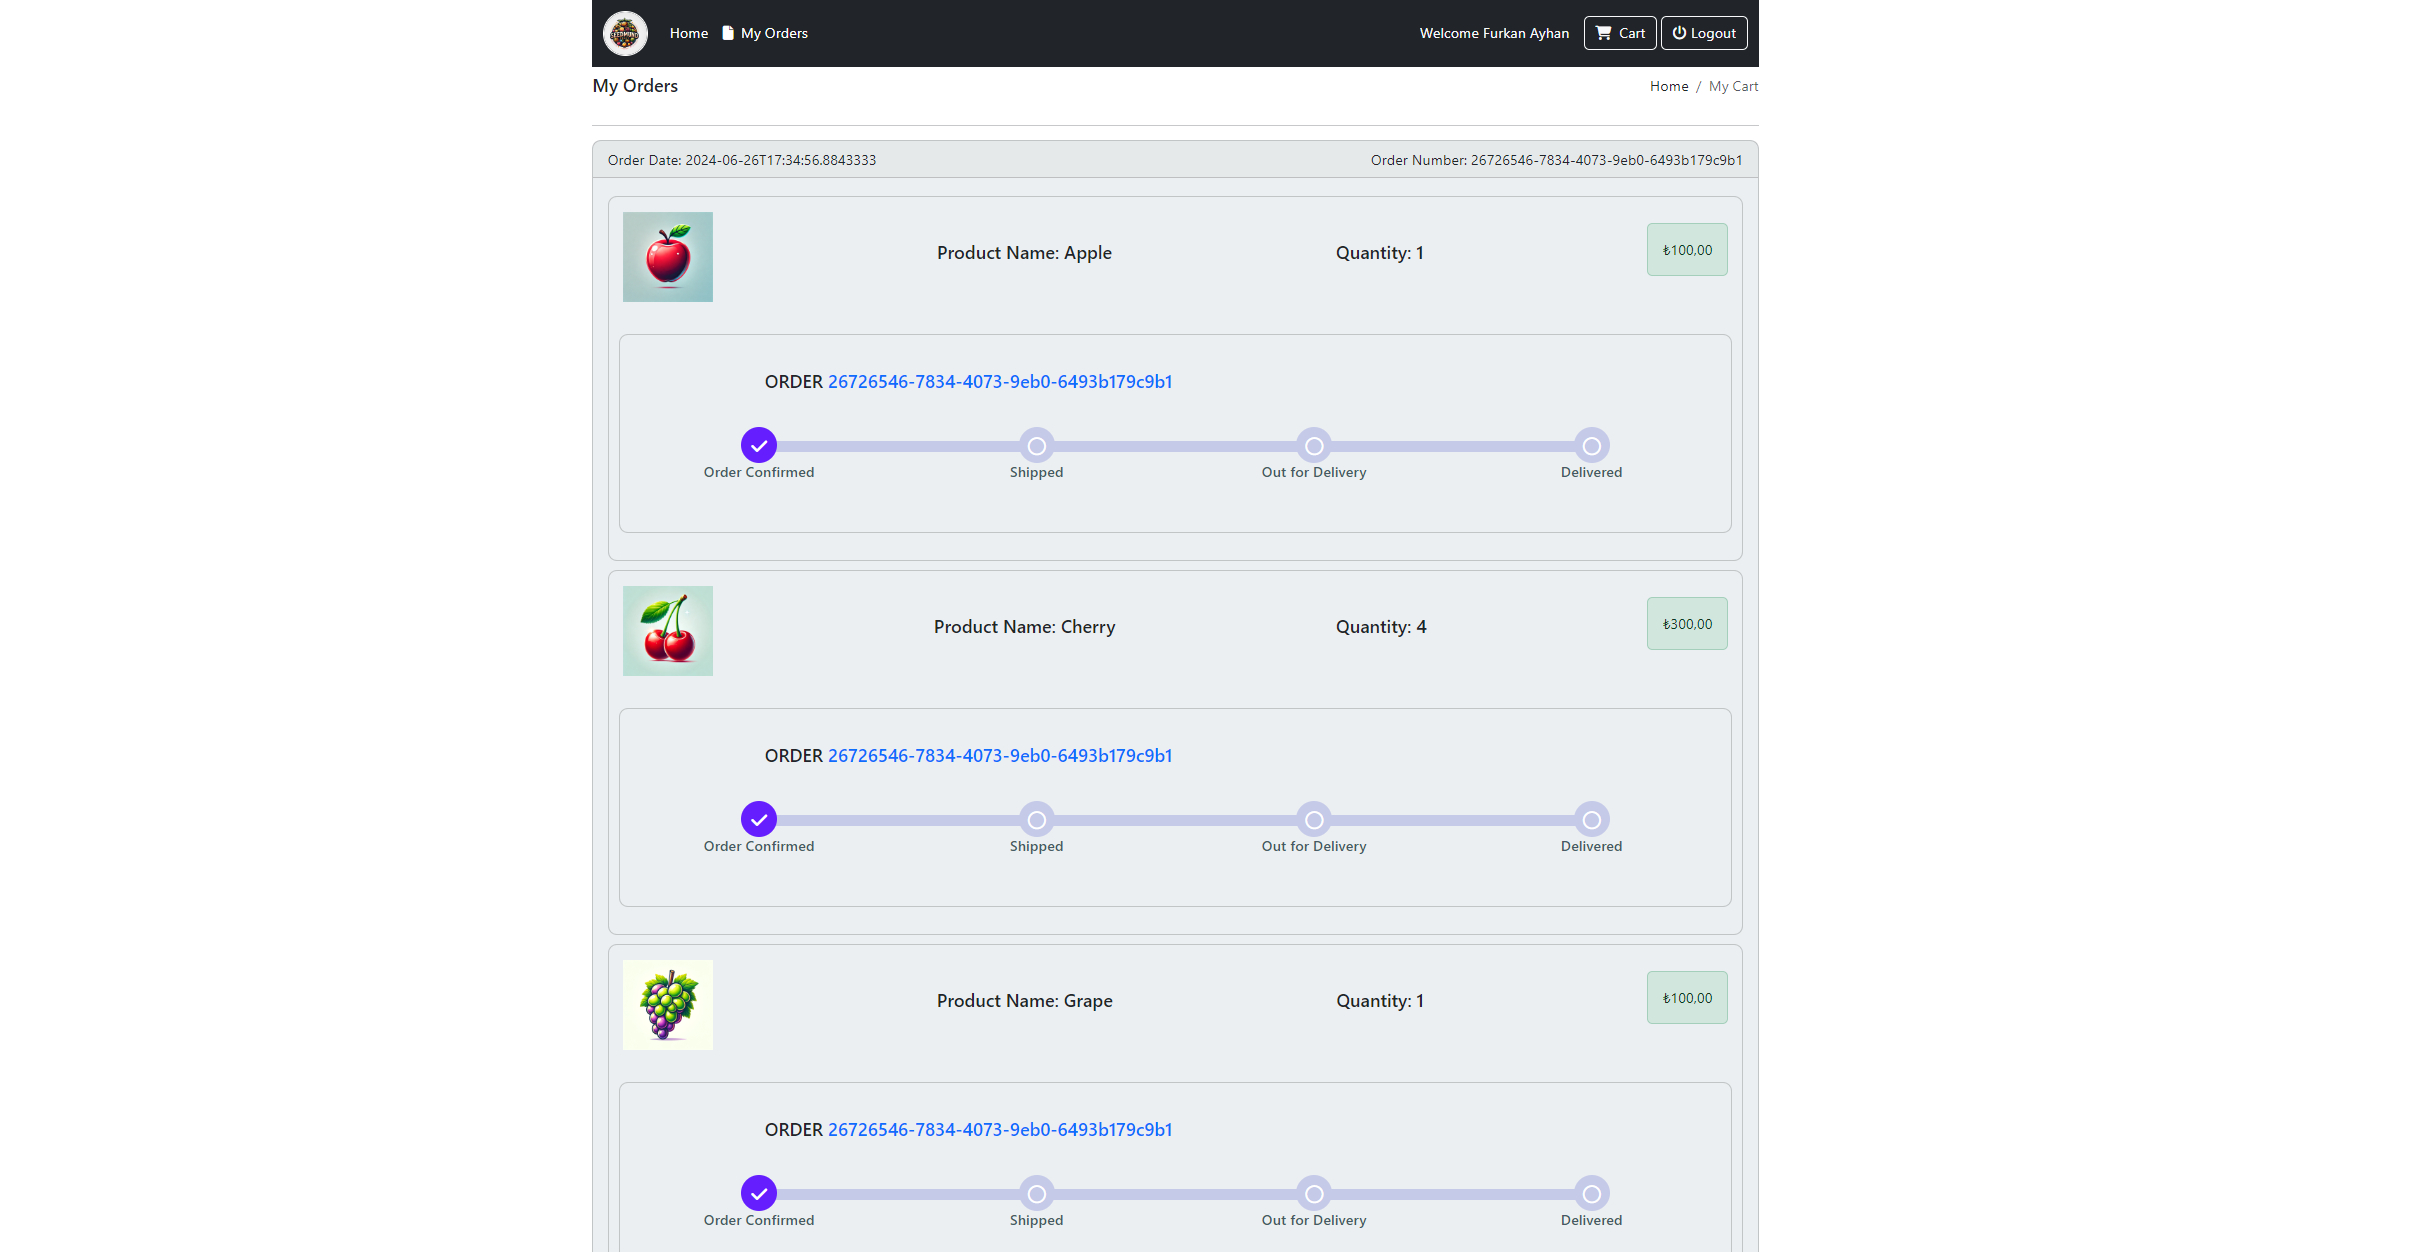 Home My Orders Welcome Furkan Ayhan Cart Logout
My Orders Home / My Cart
Order Date: 2024-06-26T17:34:56.8843333 Order Number: 26726546-7834-4073-9eb0-6493b179c9b1
Product Name: Apple Quantity: 1 ₺100,00
ORDER 26726546-7834-4073-9eb0-6493b179c9b1
Order Confirmed Shipped Out for Delivery Delivered
Product Name: Cherry Quantity: 4 ₺300,00
ORDER 26726546-7834-4073-9eb0-6493b179c9b1
Order Confirmed Shipped Out for Delivery Delivered
Product Name: Grape Quantity: 1 ₺100,00
ORDER 26726546-7834-4073-9eb0-6493b179c9b1
Order Confirmed Shipped Out for Delivery Delivered